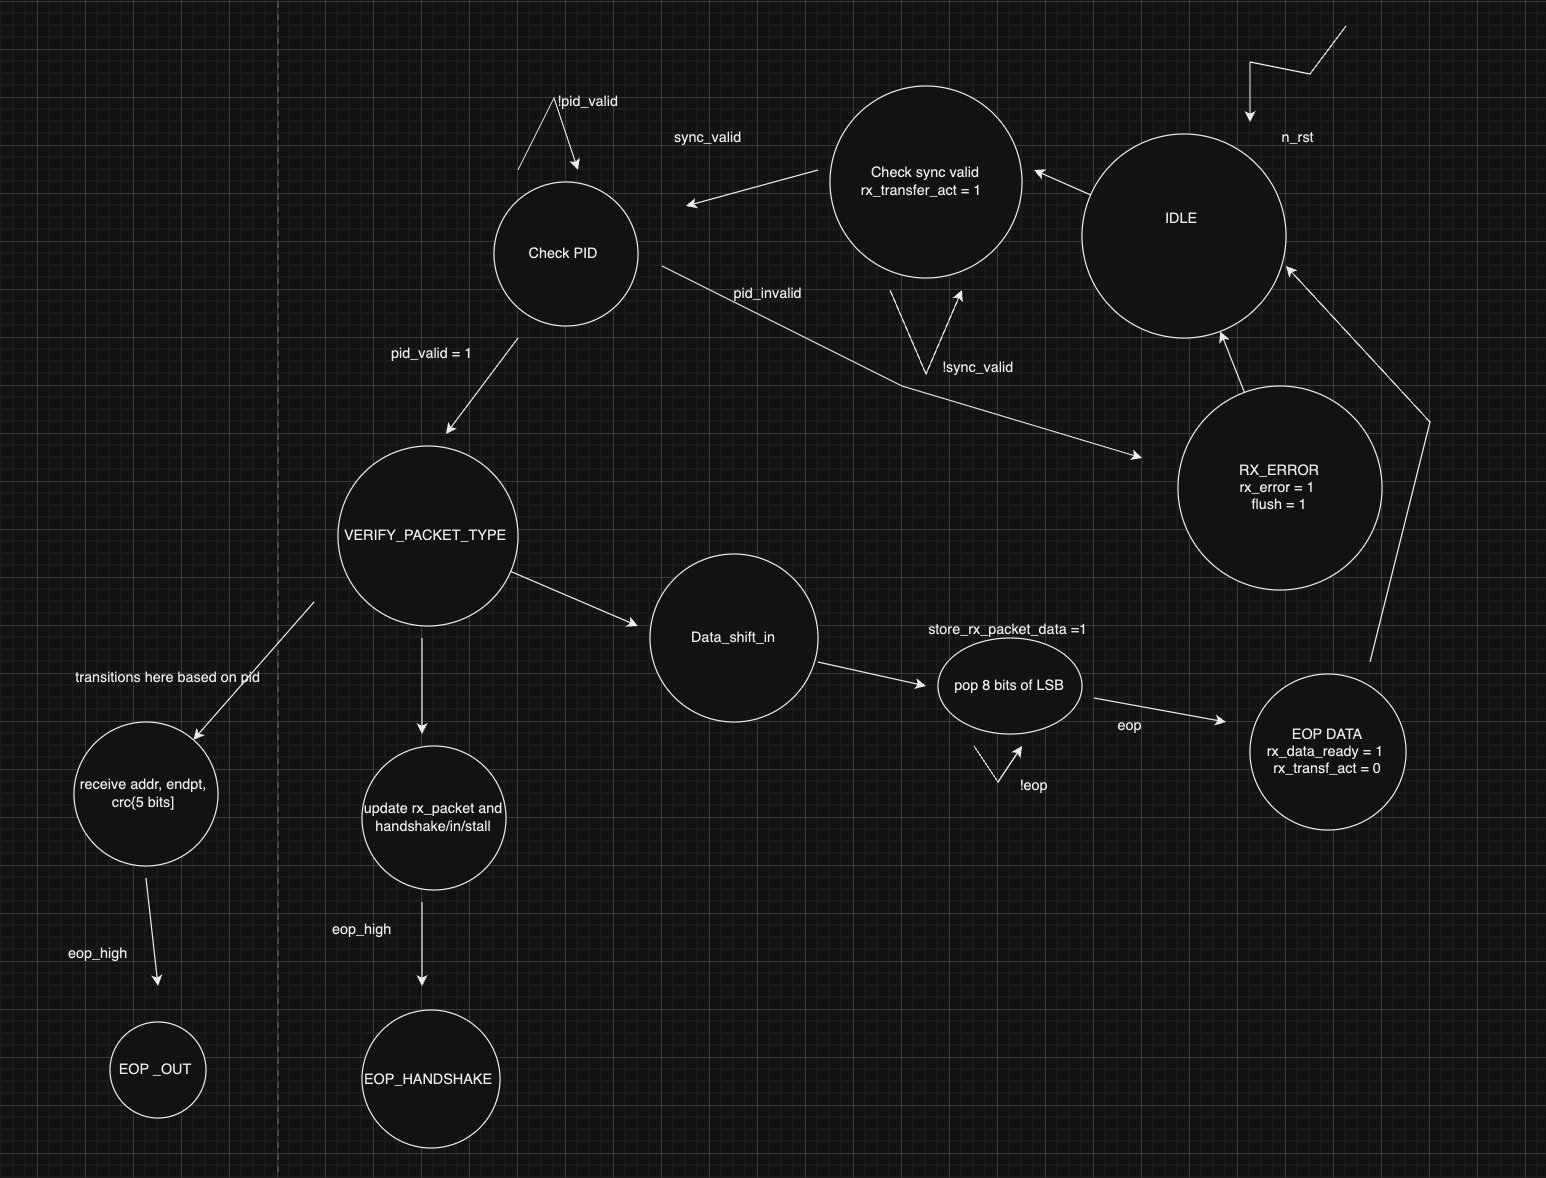 !pid_valid
sync_valid
n_rst
Check sync valid
rx_transfer_act = 1
IDLE
Check PID
pid_invalid
pid_valid = 1
!sync_valid
RX_ERROR
rx_error = 1
flush = 1
VERIFY_PACKET_TYPE
Data_shift_in
store_rx_packet_data =1
pop 8 bits of LSB
transitions here based on pid
eop
EOP DATA
rx_data_ready = 1
rx_transf_act = 0
!eop
receive addr, endpt,
crc{5 bits]
update rx_packet and
handshake/in/stall
eop_high
eop_high
EOP _OUT
EOP_HANDSHAKE